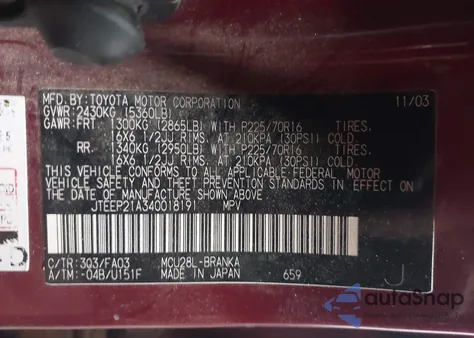 MFD.BY:TOYOTA MOTOR CORPORATION 11/03
GVWR:2430KG (5360LB)
GAWR:FRT 1300KG (2865LB) WITH P225/70R16 TIRES.
16X6 1/2JJ RIMS. AT 210KPA (30PSI) COLD
RR. 1340KG (2950LB) WITH P225/70R16 TIRES.
16X6 1/2JJ RIMS. AT 210KPA (30PSI) COLD
THIS VEHICLE CONFORMS TO ALL APPLICABLE FEDERAL MOTOR
VEHICLE SAFETY, BUMPER, AND THEFT PREVENTION STANDARDS IN EFFECT ON
THE DATE OF MANUFACTURE SHOWN ABOVE.
JTEEP21A340018191 MPV
C/TR:3Q3/FA03 MCU28L-BRANKA
A/TM:-04B/U151F MADE IN JAPAN 659 J
autoSnap